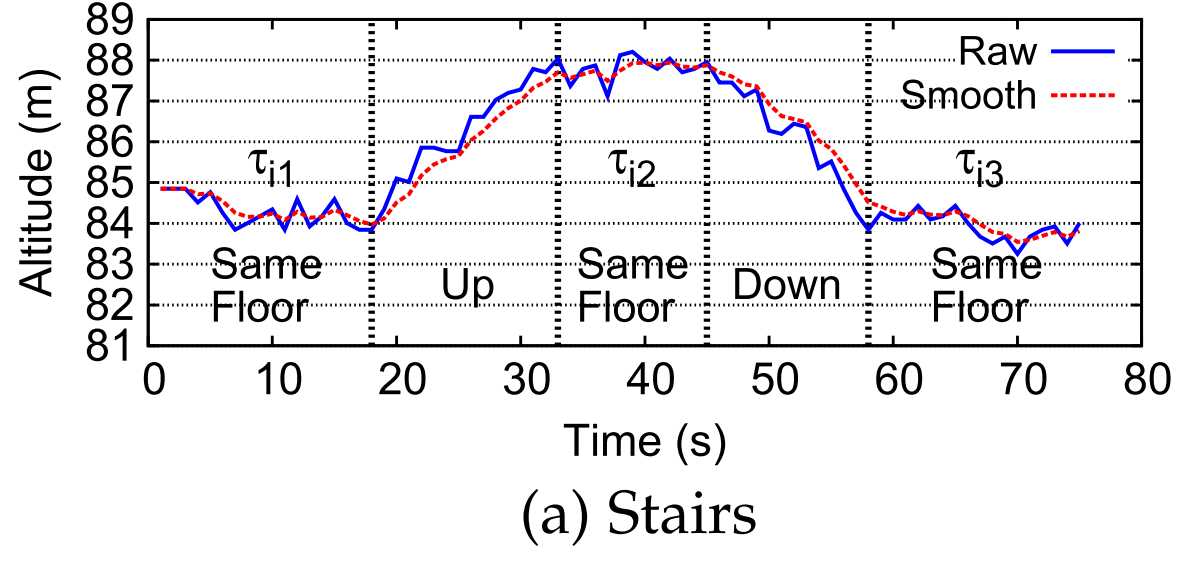 89
88
87
86
85
84
83
82
81
Altitude (m)
Raw
Smooth
τi1
τi2
τi3
Same
Floor
Up
Same
Floor
Down
Same
Floor
0 10 20 30 40 50 60 70 80
Time (s)
(a) Stairs